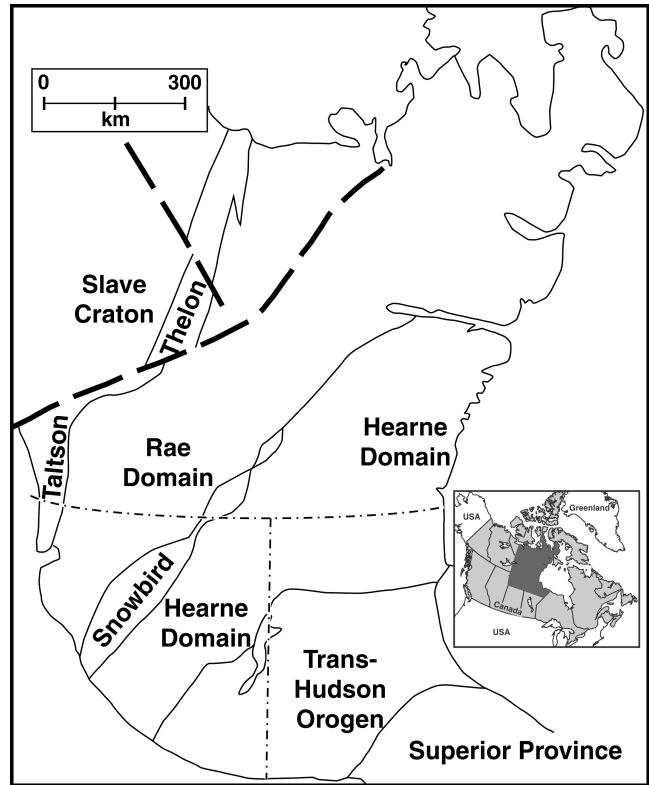 0 300
km
Slave
Craton
Thelon
Taltson
Rae
Domain
Hearne
Domain
USA
Greenland
Canada
USA
Snowbird
Hearne
Domain
Trans-
Hudson
Orogen
Superior Province